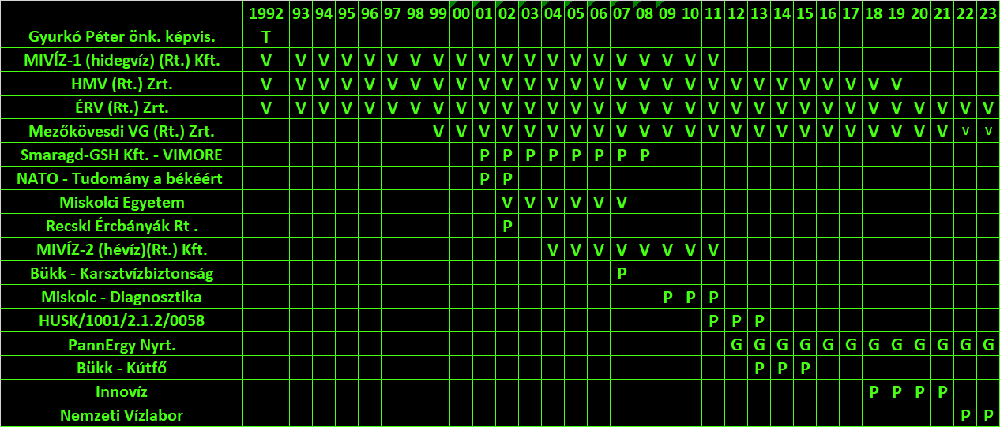 1992 93 94 95 96 97 98 99 00 01 02 03 04 05 06 07 08 09 10 11 12 13 14 15 16 17 18 19 20 21 22 23
Gyurkó Péter önk. képvis. T
MIVÍZ-1 (hidegvíz) (Rt.) Kft. V V V V V V V V V V V V V V V V V V V V
HMV (Rt.) Zrt. V V V V V V V V V V V V V V V V V V V V V V V V V V V V
ÉRV (Rt.) Zrt. V V V V V V V V V V V V V V V V V V V V V V V V V V V V V V V V
Mezőkövesdi VG (Rt.) Zrt. V V V V V V V V V V V V V V V V V V V V V V V v v
Smaragd-GSH Kft. - VIMORE P P P P P P P P
NATO - Tudomány a békéért P P
Miskolci Egyetem V V V V V V
Recski Ércbányák Rt . P
MIVÍZ-2 (hévíz)(Rt.) Kft. V V V V V V V V
Bükk - Karsztvízbiztonság P
Miskolc - Diagnosztika P P P
HUSK/1001/2.1.2/0058 P P P
PannErgy Nyrt. G G G G G G G G G G G G
Bükk - Kútfő P P P
Innovíz P P P P
Nemzeti Vízlabor P P